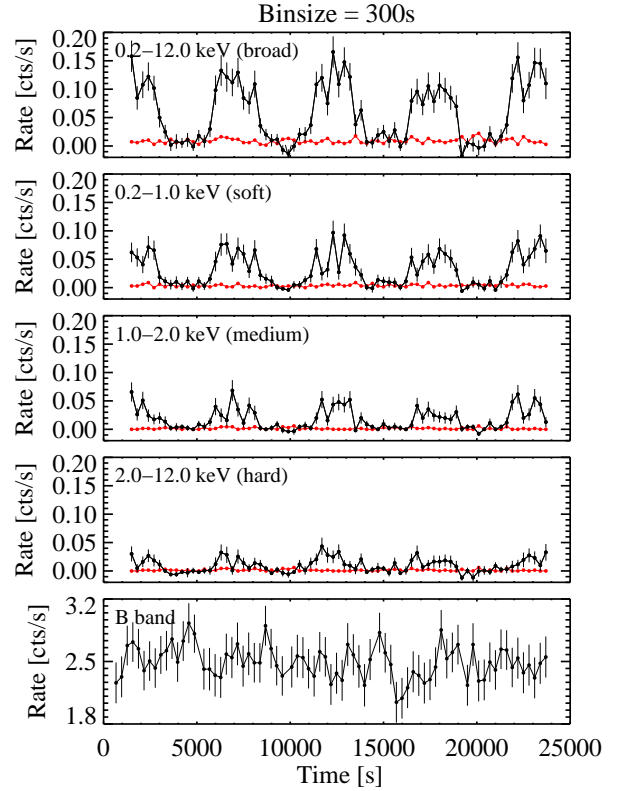 Binsize = 300s
0.2–12.0 keV (broad)
Rate [cts/s]
0.20
0.15
0.10
0.05
0.00
0.2–1.0 keV (soft)
Rate [cts/s]
0.20
0.15
0.10
0.05
0.00
1.0–2.0 keV (medium)
Rate [cts/s]
0.20
0.15
0.10
0.05
0.00
2.0–12.0 keV (hard)
Rate [cts/s]
0.20
0.15
0.10
0.05
0.00
B band
Rate [cts/s]
3.2
2.5
1.8
0 5000 10000 15000 20000 25000
Time [s]